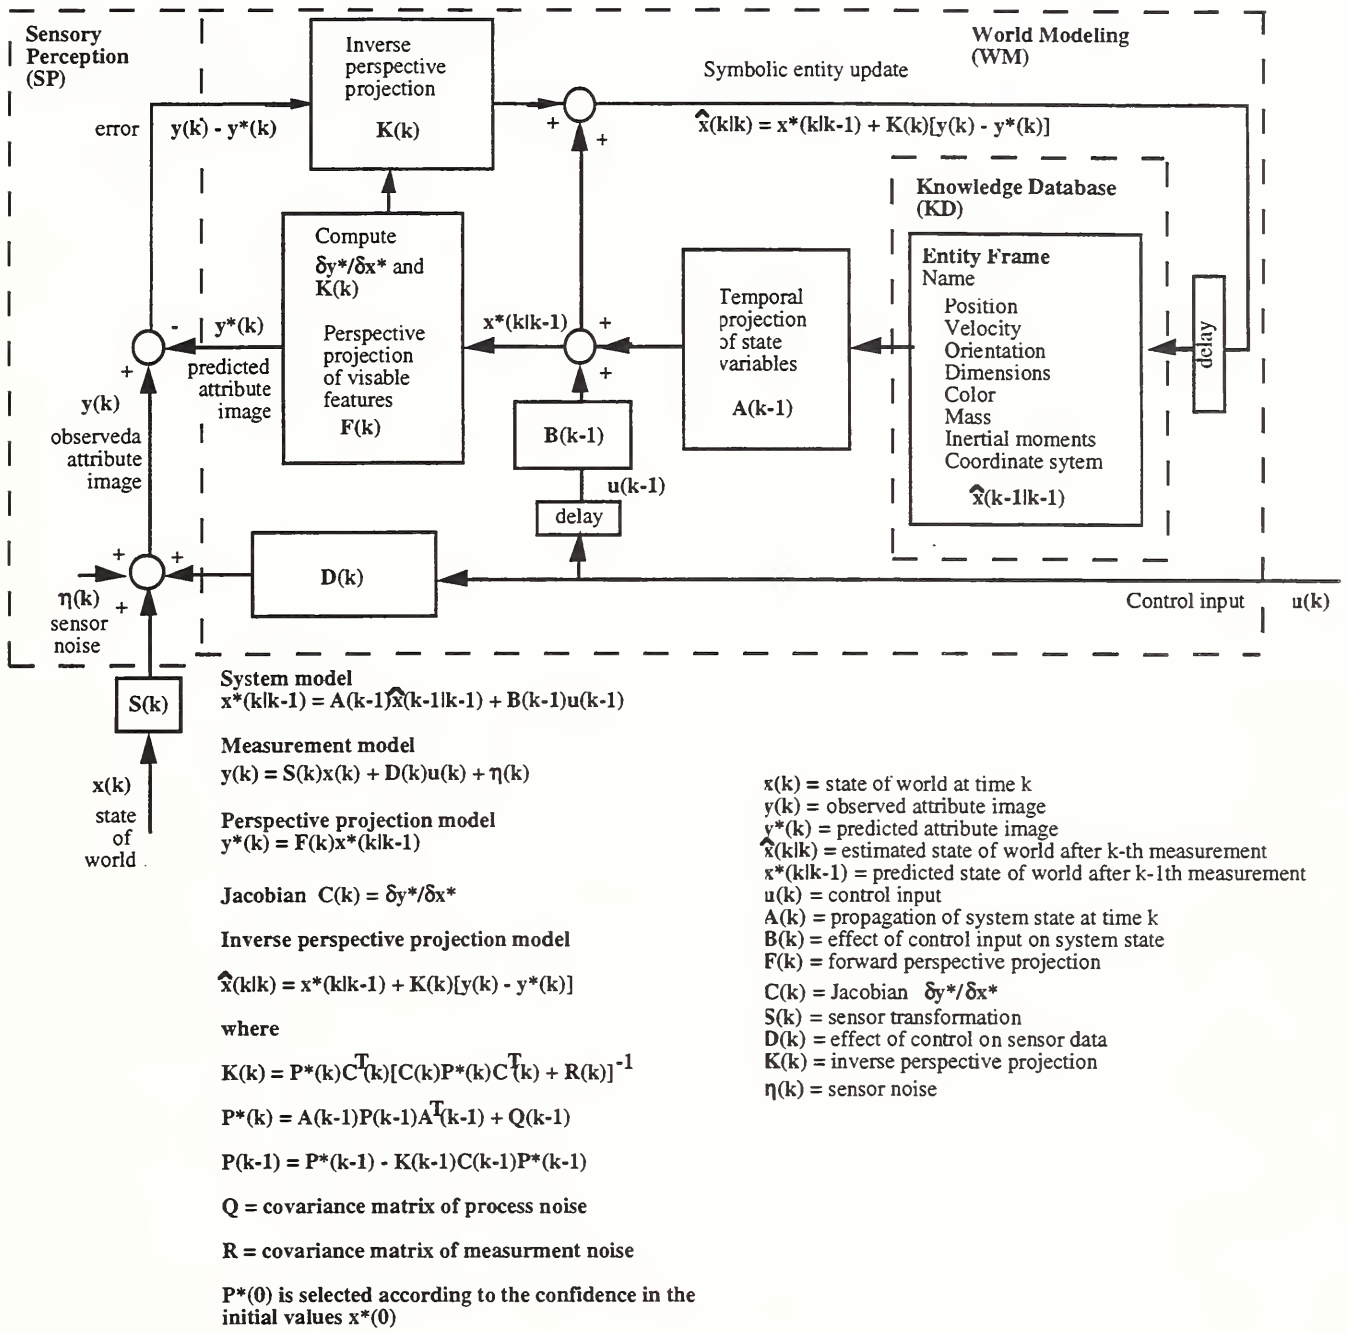 Sensory
Perception
(SP)
World Modeling
(WM)
Inverse
perspective
projection
K(k)
Symbolic entity update
error
y(k) - y*(k)
+
+
x̂(k|k) = x*(k|k-1) + K(k)[y(k) - y*(k)]
Knowledge Database
(KD)
Compute
δy*/δx* and
K(k)
Perspective
projection
of visable
features
F(k)
Entity Frame
Name
Position
Velocity
Orientation
Dimensions
Color
Mass
Inertial moments
Coordinate sytem
x̂(k-1|k-1)
Temporal
projection
of state
variables
A(k-1)
delay
x*(k|k-1)
+
+
-
y*(k)
predicted
attribute
image
+
y(k)
observeda
attribute
image
B(k-1)
u(k-1)
delay
+
+
+
D(k)
η(k)
sensor
noise
Control input
u(k)
S(k)
x(k)
state
of
world
System model
x*(k|k-1) = A(k-1)x̂(k-1|k-1) + B(k-1)u(k-1)
Measurement model
y(k) = S(k)x(k) + D(k)u(k) + η(k)
Perspective projection model
y*(k) = F(k)x*(k|k-1)
Jacobian C(k) = δy*/δx*
Inverse perspective projection model
x̂(k|k) = x*(k|k-1) + K(k)[y(k) - y*(k)]
where
K(k) = P*(k)C^T(k)[C(k)P*(k)C^T(k) + R(k)]^-1
P*(k) = A(k-1)P(k-1)A^T(k-1) + Q(k-1)
P(k-1) = P*(k-1) - K(k-1)C(k-1)P*(k-1)
Q = covariance matrix of process noise
R = covariance matrix of measurment noise
P*(0) is selected according to the confidence in the
initial values x*(0)
x(k) = state of world at time k
y(k) = observed attribute image
y*(k) = predicted attribute image
x̂(k|k) = estimated state of world after k-th measurement
x*(k|k-1) = predicted state of world after k-1th measurement
u(k) = control input
A(k) = propagation of system state at time k
B(k) = effect of control input on system state
F(k) = forward perspective projection
C(k) = Jacobian δy*/δx*
S(k) = sensor transformation
D(k) = effect of control on sensor data
K(k) = inverse perspective projection
η(k) = sensor noise